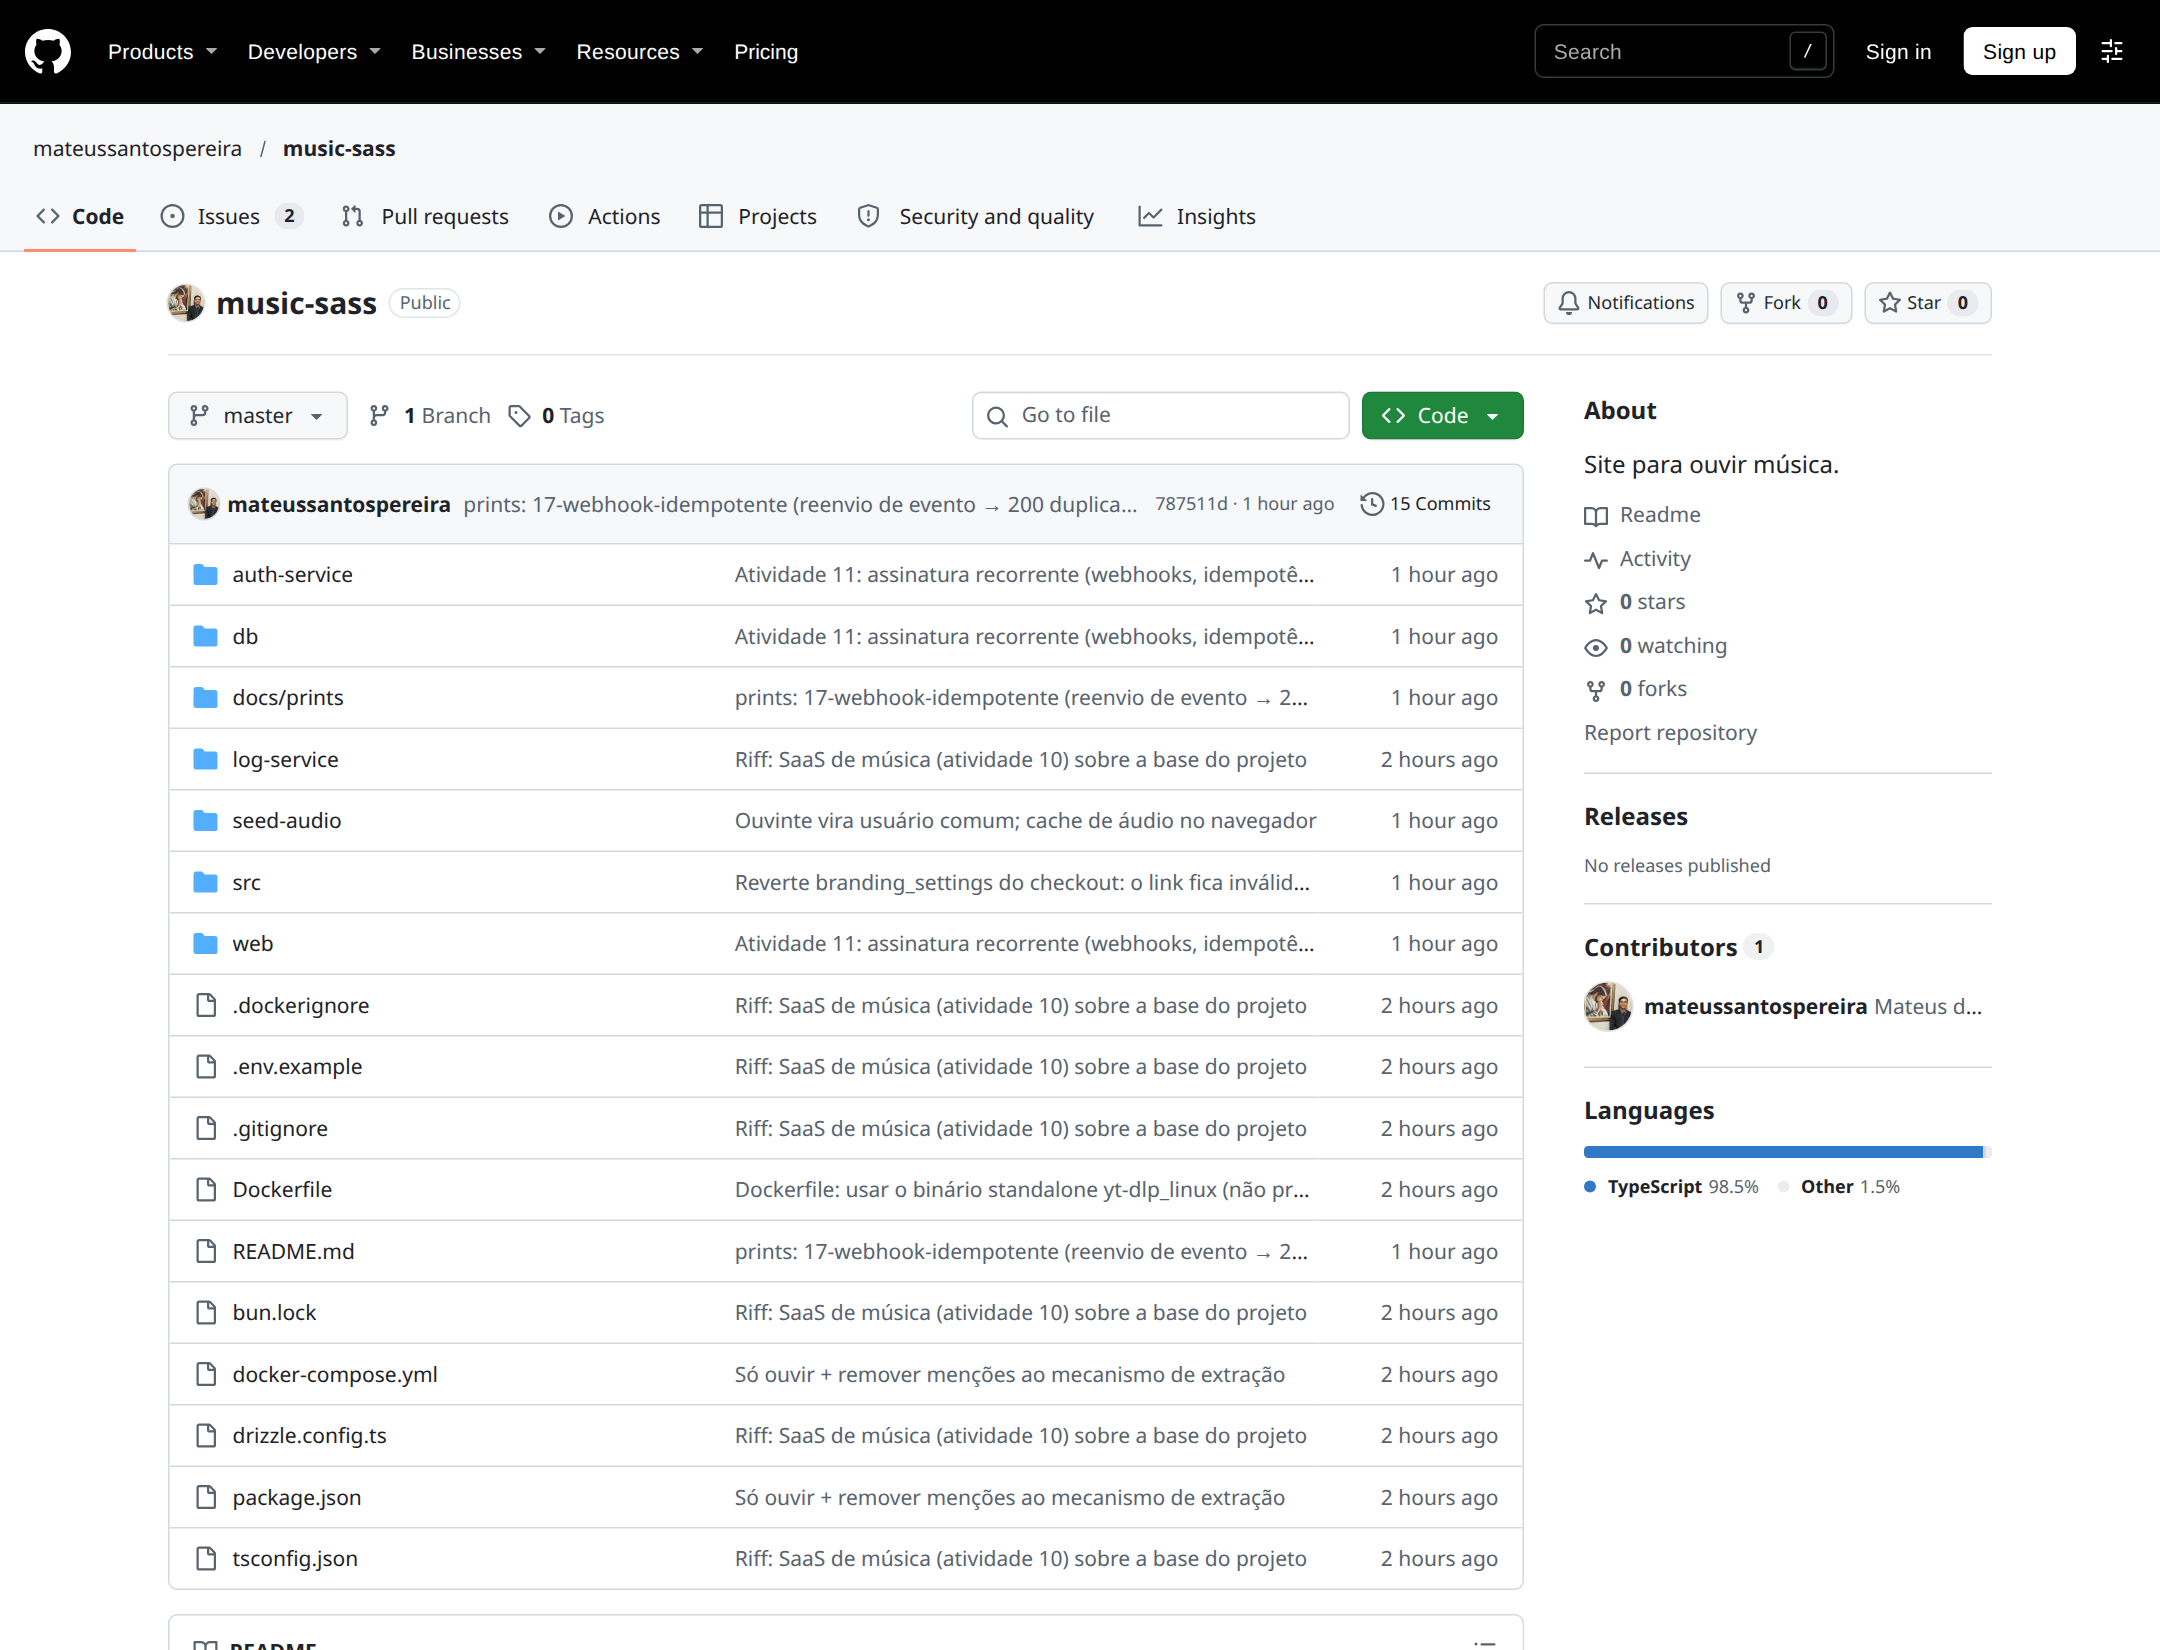 Products Developers Businesses Resources Pricing Search / Sign in Sign up
mateussantospereira / music-sass
Code Issues 2 Pull requests Actions Projects Security and quality Insights
music-sass Public Notifications Fork 0 Star 0
master 1 Branch 0 Tags Go to file Code
mateussantospereira prints: 17-webhook-idempotente (reenvio de evento → 200 duplica... 787511d · 1 hour ago 15 Commits
auth-service Atividade 11: assinatura recorrente (webhooks, idempotê... 1 hour ago
db Atividade 11: assinatura recorrente (webhooks, idempotê... 1 hour ago
docs/prints prints: 17-webhook-idempotente (reenvio de evento → 2... 1 hour ago
log-service Riff: SaaS de música (atividade 10) sobre a base do projeto 2 hours ago
seed-audio Ouvinte vira usuário comum; cache de áudio no navegador 1 hour ago
src Reverte branding_settings do checkout: o link fica inválid... 1 hour ago
web Atividade 11: assinatura recorrente (webhooks, idempotê... 1 hour ago
.dockerignore Riff: SaaS de música (atividade 10) sobre a base do projeto 2 hours ago
.env.example Riff: SaaS de música (atividade 10) sobre a base do projeto 2 hours ago
.gitignore Riff: SaaS de música (atividade 10) sobre a base do projeto 2 hours ago
Dockerfile Dockerfile: usar o binário standalone yt-dlp_linux (não pr... 2 hours ago
README.md prints: 17-webhook-idempotente (reenvio de evento → 2... 1 hour ago
bun.lock Riff: SaaS de música (atividade 10) sobre a base do projeto 2 hours ago
docker-compose.yml Só ouvir + remover menções ao mecanismo de extração 2 hours ago
drizzle.config.ts Riff: SaaS de música (atividade 10) sobre a base do projeto 2 hours ago
package.json Só ouvir + remover menções ao mecanismo de extração 2 hours ago
tsconfig.json Riff: SaaS de música (atividade 10) sobre a base do projeto 2 hours ago
README
About
Site para ouvir música.
Readme
Activity
0 stars
0 watching
0 forks
Report repository
Releases
No releases published
Contributors 1
mateussantospereira Mateus d...
Languages
TypeScript 98.5% Other 1.5%